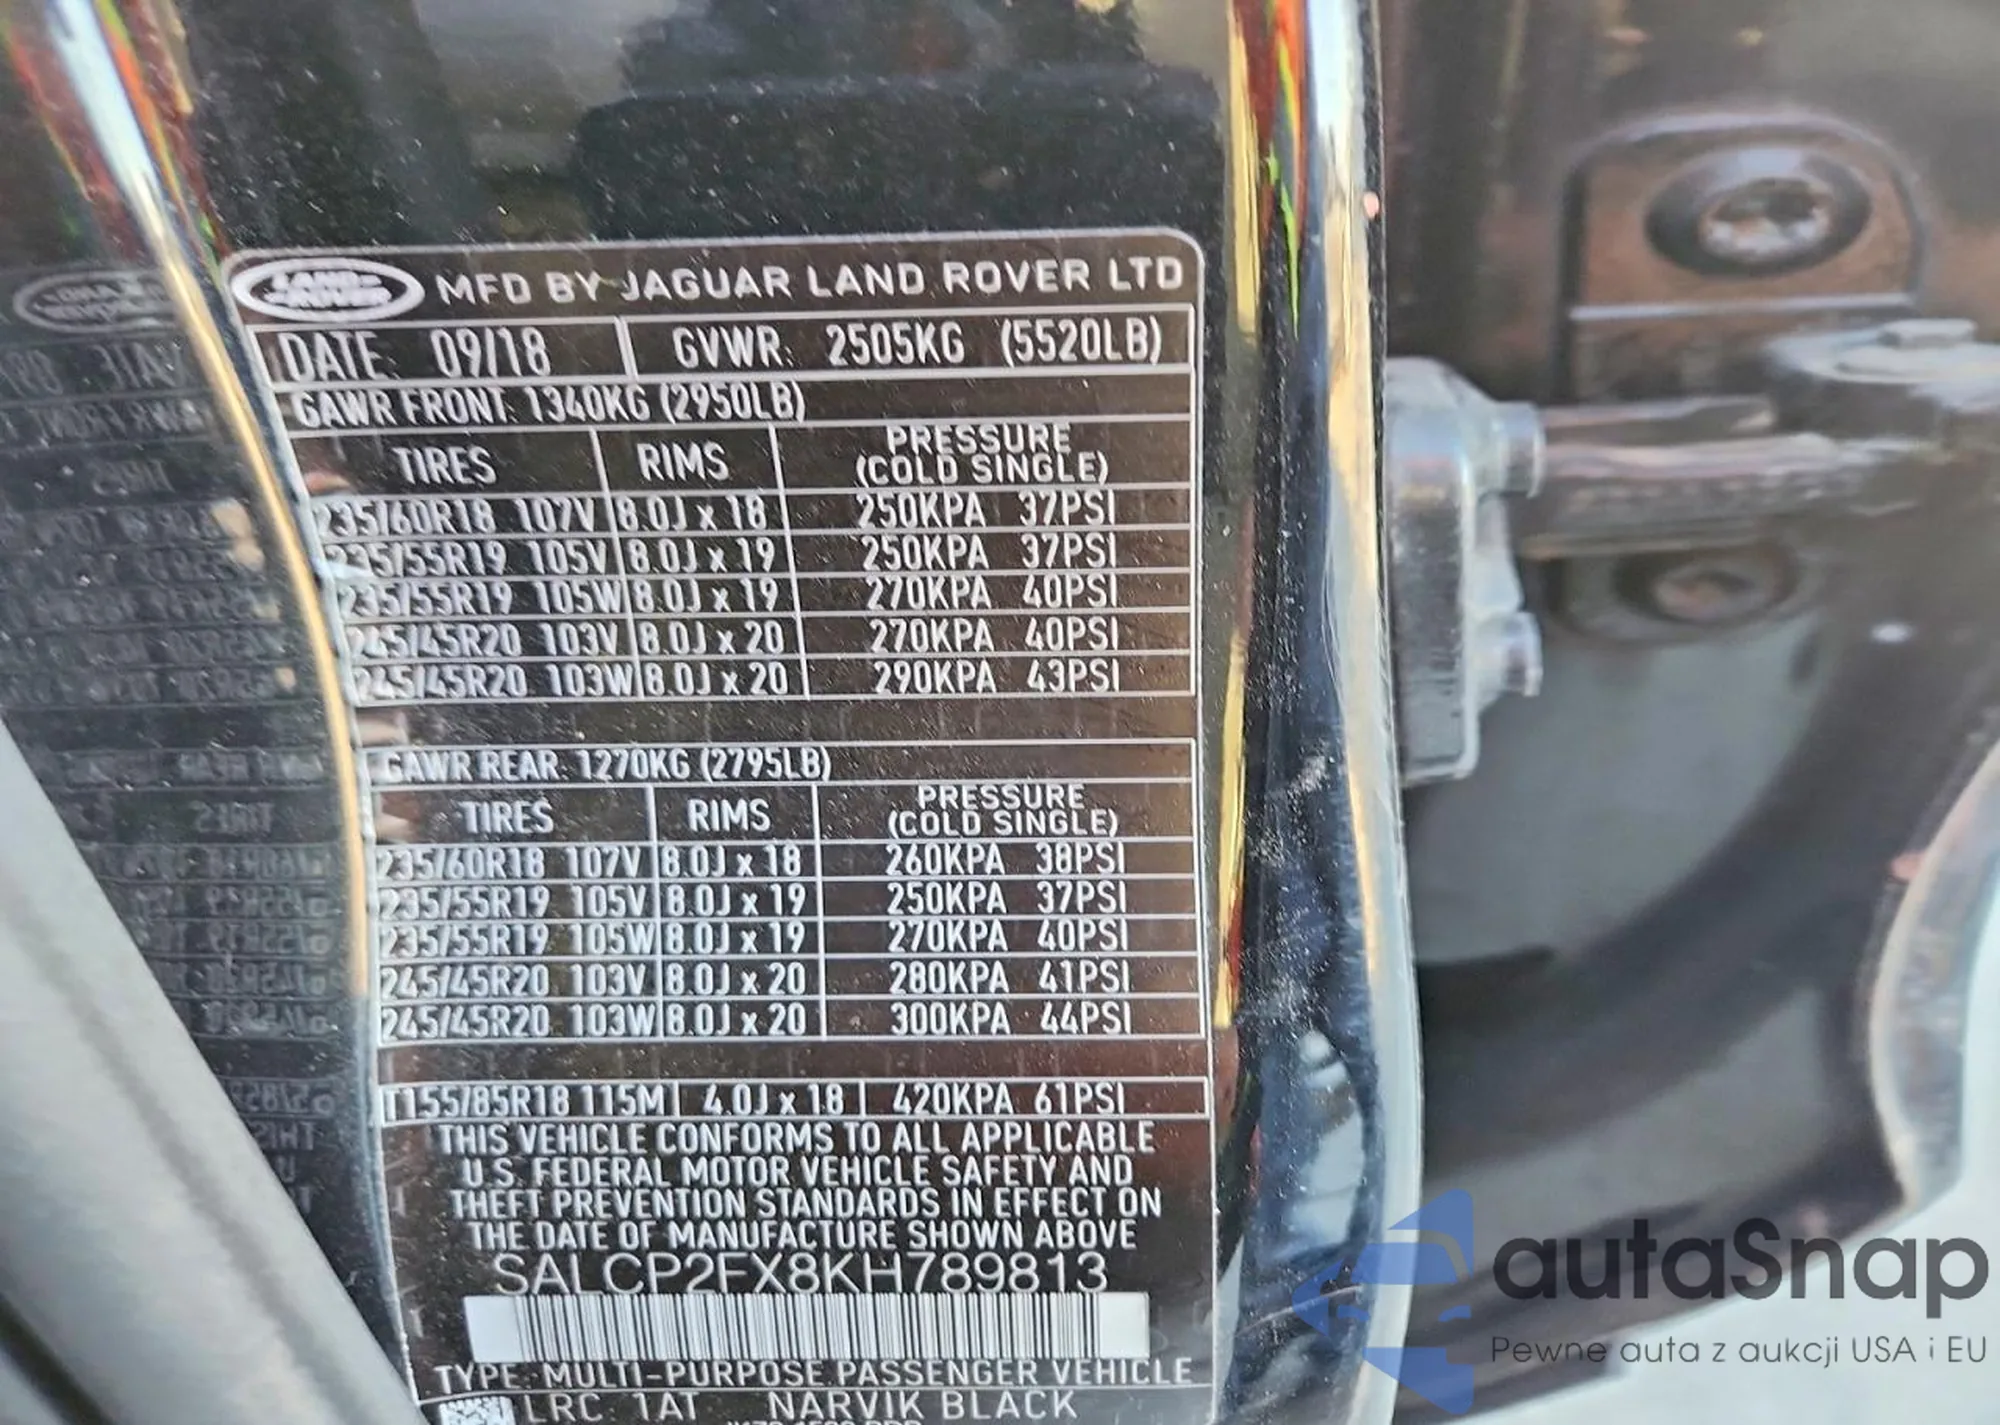 LAND ROVER MFD BY JAGUAR LAND ROVER LTD
DATE: 09/18 GVWR: 2505KG (5520LB)
GAWR FRONT: 1340KG (2950LB)
TIRES RIMS PRESSURE (COLD SINGLE)
235/60R18 107V 8.0J x 18 250KPA 37PSI
235/55R19 105V 8.0J x 19 250KPA 37PSI
235/55R19 105W 8.0J x 19 270KPA 40PSI
245/45R20 103V 8.0J x 20 270KPA 40PSI
245/45R20 103W 8.0J x 20 290KPA 43PSI
GAWR REAR: 1270KG (2795LB)
TIRES RIMS PRESSURE (COLD SINGLE)
235/60R18 107V 8.0J x 18 260KPA 38PSI
235/55R19 105V 8.0J x 19 250KPA 37PSI
235/55R19 105W 8.0J x 19 270KPA 40PSI
245/45R20 103V 8.0J x 20 280KPA 41PSI
245/45R20 103W 8.0J x 20 300KPA 44PSI
T155/85R18 115M 4.0J x 18 420KPA 61PSI
THIS VEHICLE CONFORMS TO ALL APPLICABLE
U.S. FEDERAL MOTOR VEHICLE SAFETY AND
THEFT PREVENTION STANDARDS IN EFFECT ON
THE DATE OF MANUFACTURE SHOWN ABOVE
SALCP2FX8KH789813
TYPE: MULTI-PURPOSE PASSENGER VEHICLE
LRC: 1AT NARVIK BLACK
autaSnap
Pewne auta z aukcji USA i EU